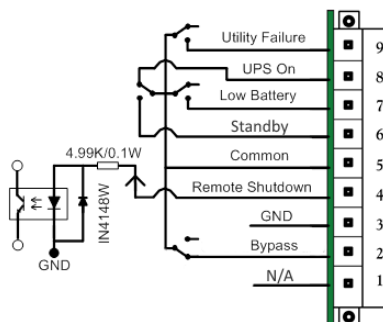 Utility Failure
9
UPS On
8
Low Battery
7
Standby
6
Common
5
4.99K/0.1W
Remote Shutdown
4
IN4148W
GND
3
Bypass
2
GND
N/A
1